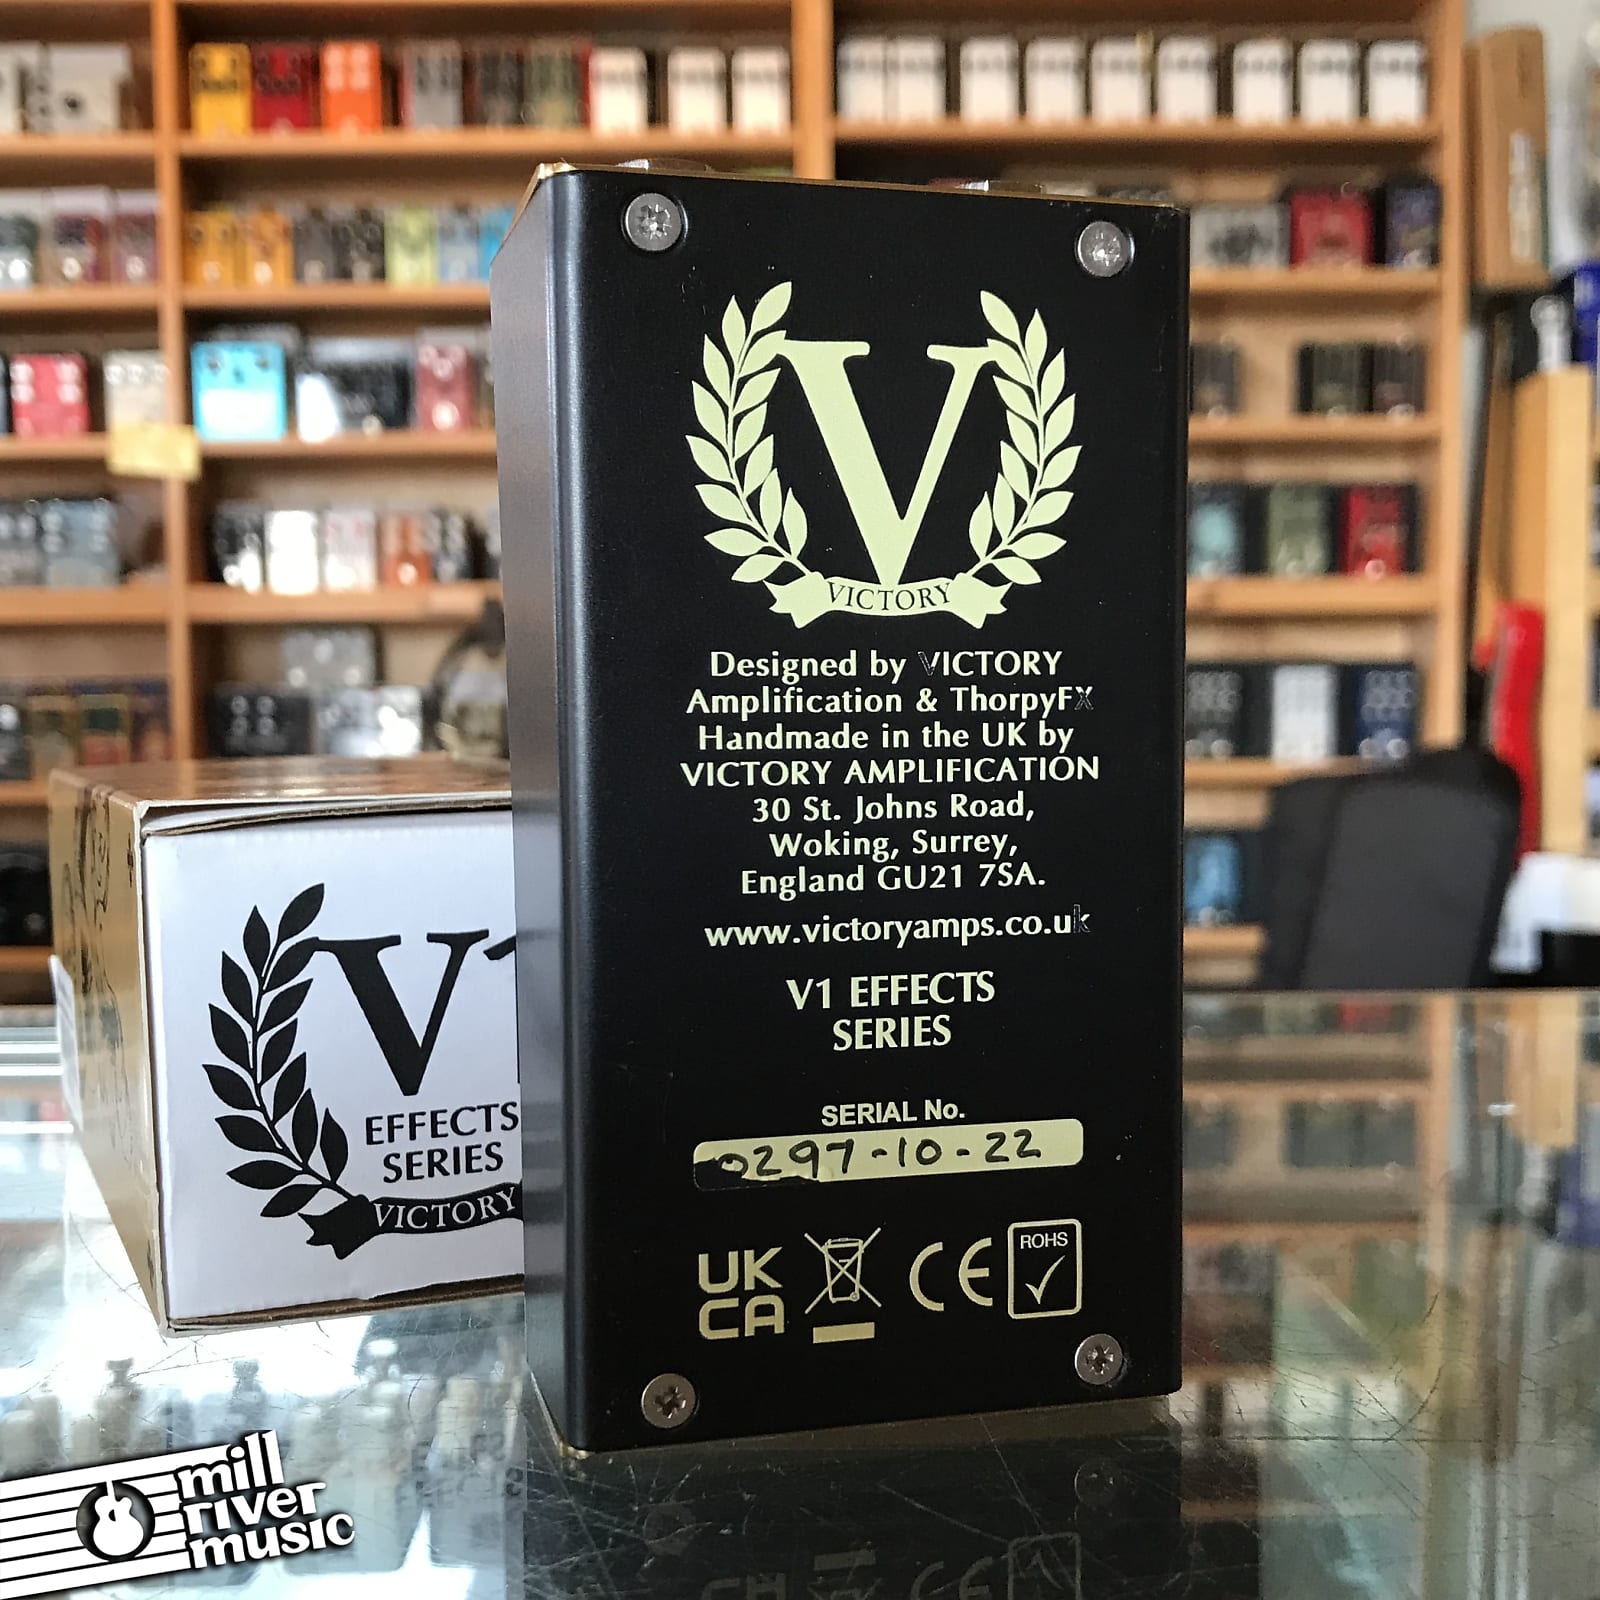 VICTORY
Designed by VICTORY
Amplification & ThorpyFX
Handmade in the UK by
VICTORY AMPLIFICATION
30 St. Johns Road,
Woking, Surrey,
England GU21 7SA.
www.victoryamps.co.uk
V1 EFFECTS
SERIES
SERIAL No.
0297-10-22
UK
CA
CE
ROHS
V1
EFFECTS
SERIES
VICTORY
mill
river
music